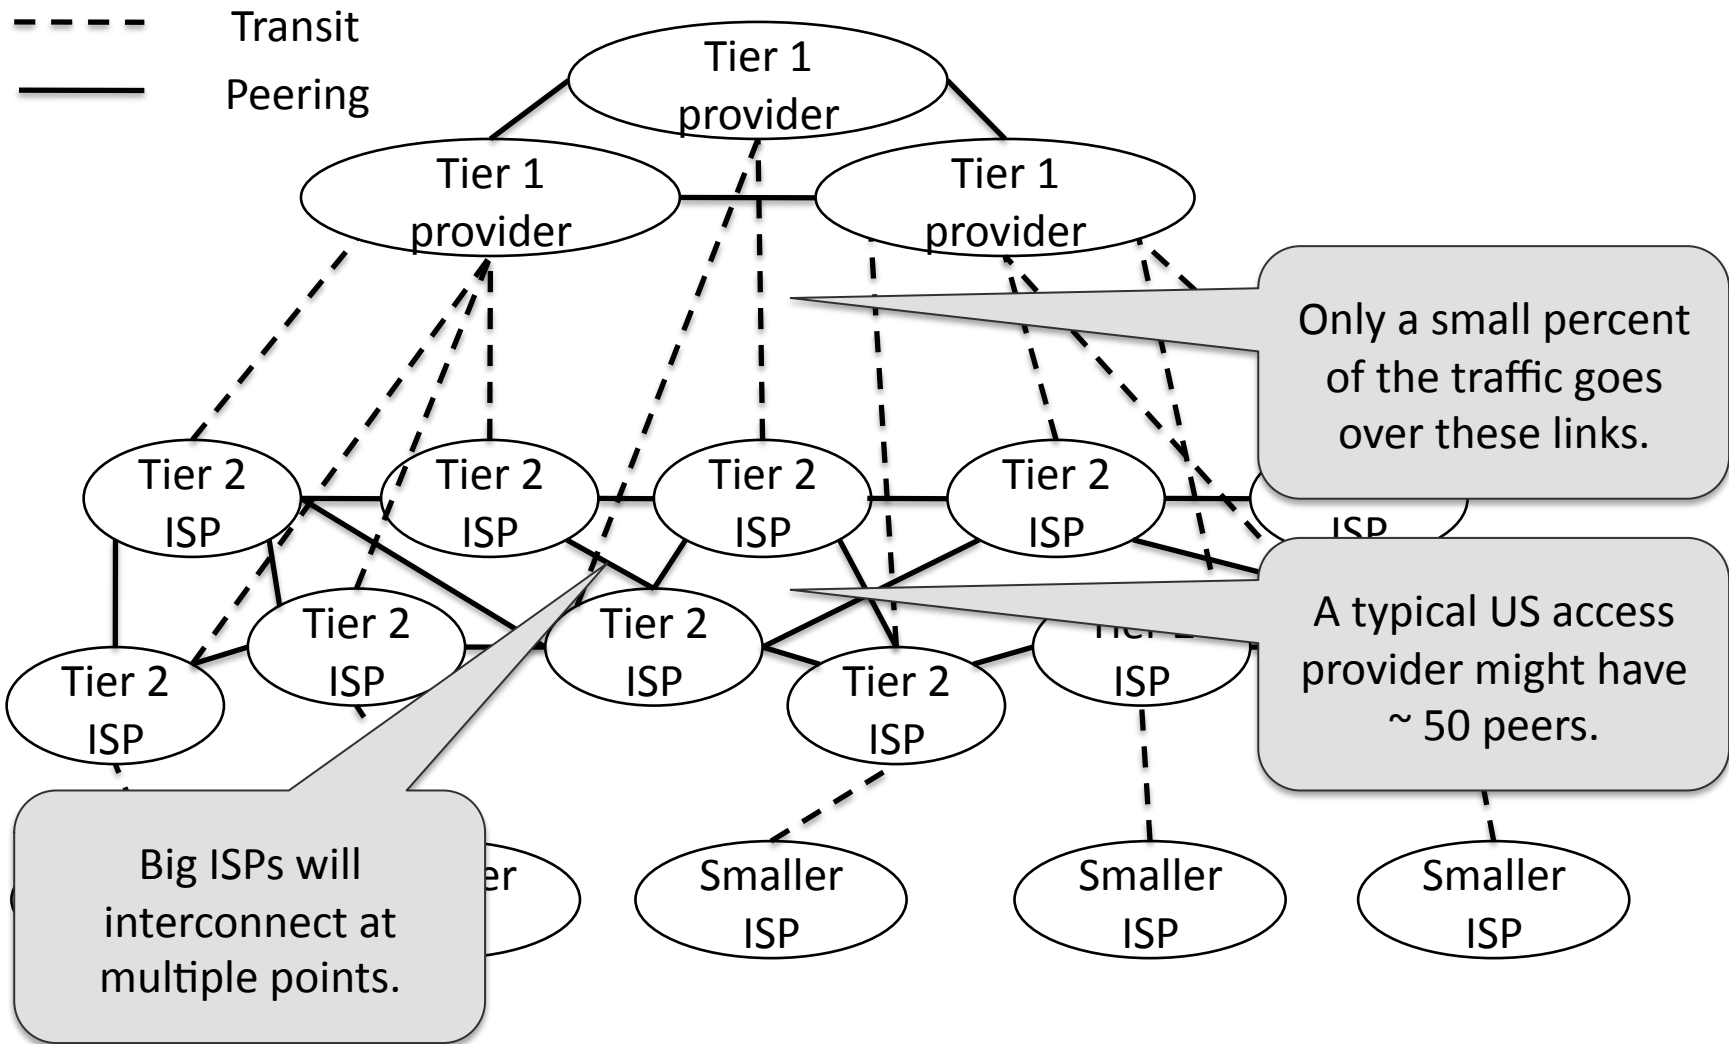 Transit
Peering
Tier 1
provider
Tier 1
provider
Tier 1
provider
Only a small percent
of the traffic goes
over these links.
Tier 2
ISP
Tier 2
ISP
Tier 2
ISP
Tier 2
ISP
ISP
Tier 2
ISP
Tier 2
ISP
Tier 2
ISP
Tier 2
ISP
Tier 2
ISP
A typical US access
provider might have
~ 50 peers.
Big ISPs will
interconnect at
multiple points.
er
Smaller
ISP
Smaller
ISP
Smaller
ISP